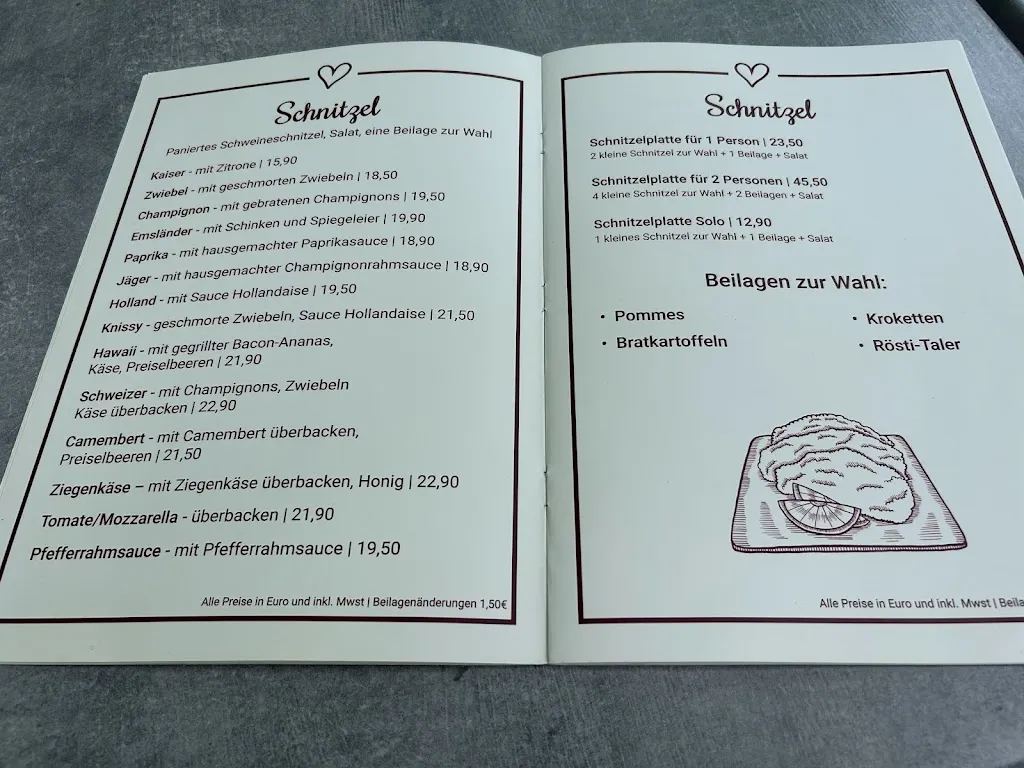 Schnitzel
Paniertes Schweineschnitzel, Salat, eine Beilage zur Wahl
Kaiser - mit Zitrone | 15,90
Zwiebel - mit geschmorten Zwiebeln | 18,50
Champignon - mit gebratenen Champignons | 19,50
Emsländer - mit Schinken und Spiegeleier | 19,90
Paprika - mit hausgemachter Paprikasauce | 18,90
Jäger - mit hausgemachter Champignonrahmsauce | 18,90
Holland - mit Sauce Hollandaise | 19,50
Knissy - geschmorte Zwiebeln, Sauce Hollandaise | 21,50
Hawaii - mit gegrillter Bacon-Ananas,
Käse, Preiselbeeren | 21,90
Schweizer - mit Champignons, Zwiebeln
Käse überbacken | 22,90
Camembert - mit Camembert überbacken,
Preiselbeeren | 21,50
Ziegenkäse – mit Ziegenkäse überbacken, Honig | 22,90
Tomate/Mozzarella - überbacken | 21,90
Pfefferrahmsauce - mit Pfefferrahmsauce | 19,50
Alle Preise in Euro und inkl. Mwst | Beilagenänderungen 1,50€
Schnitzel
Schnitzelplatte für 1 Person | 23,50
2 kleine Schnitzel zur Wahl + 1 Beilage + Salat
Schnitzelplatte für 2 Personen | 45,50
4 kleine Schnitzel zur Wahl + 2 Beilagen + Salat
Schnitzelplatte Solo | 12,90
1 kleines Schnitzel zur Wahl + 1 Beilage + Salat
Beilagen zur Wahl:
• Pommes
• Kroketten
• Bratkartoffeln
• Rösti-Taler
Alle Preise in Euro und inkl. Mwst | Beila